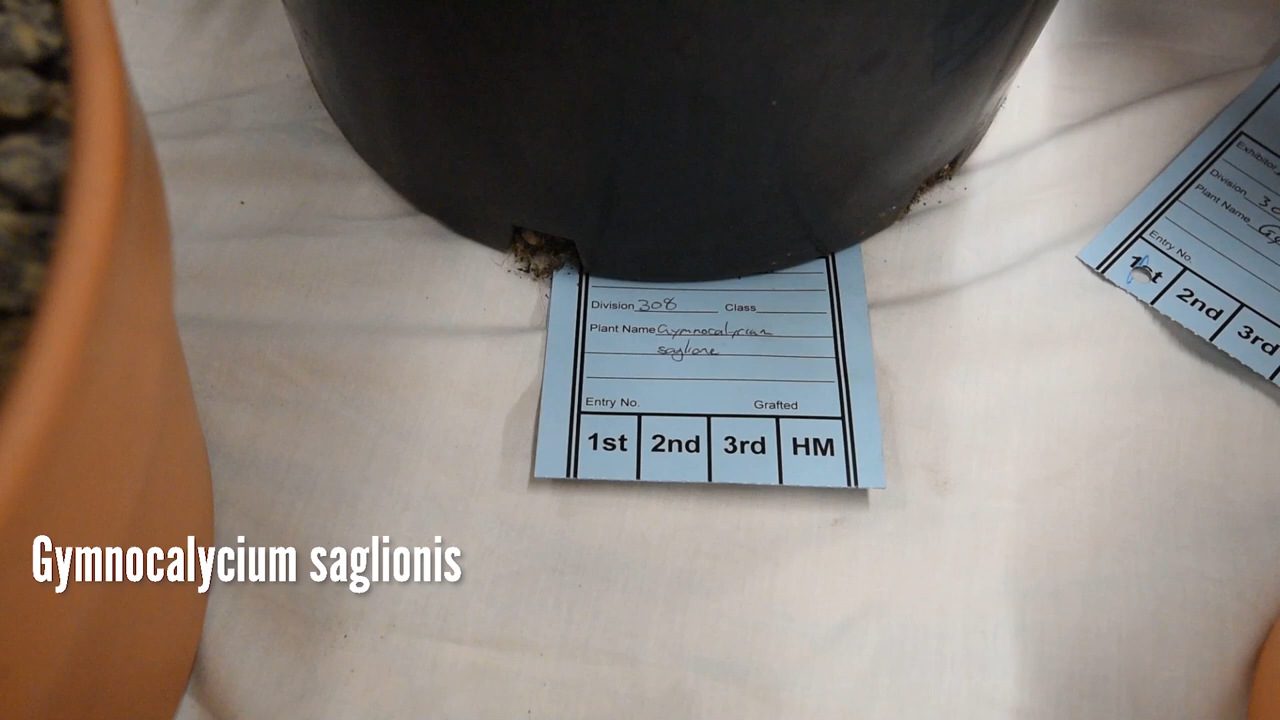 Division 308 Class
Plant Name Gymnocalycium
saglione
Entry No. Grafted
1st 2nd 3rd HM
Exhibitor
Division 30
Plant Name
Entry No.
1st 2nd 3rd
Gymnocalycium saglionis